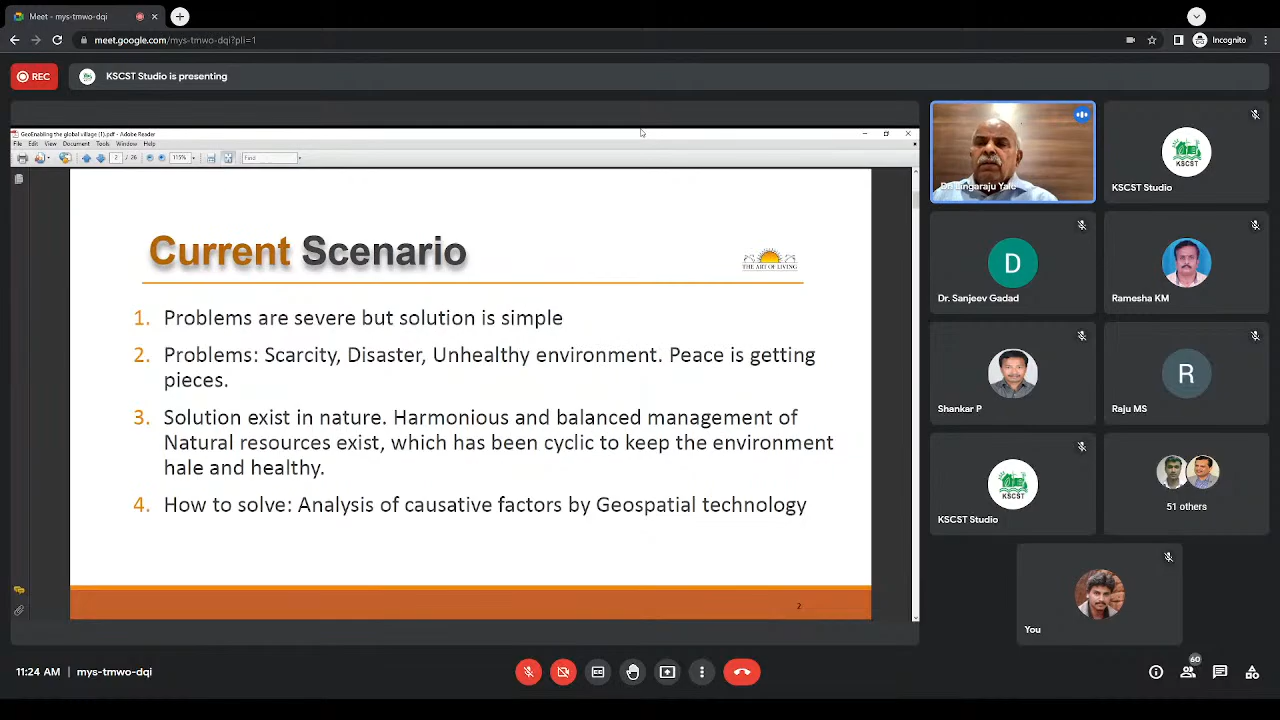 Meet - mys-tmwo-dqi
meet.google.com/mys-tmwo-dqi?pli=1
Incognito
REC
KSCST Studio is presenting
GeoEnabling the global village (1).pdf - Adobe Reader
File Edit View Document Tools Window Help
2 / 26 115% Find
Current Scenario
THE ART OF LIVING
1. Problems are severe but solution is simple
2. Problems: Scarcity, Disaster, Unhealthy environment. Peace is getting
pieces.
3. Solution exist in nature. Harmonious and balanced management of
Natural resources exist, which has been cyclic to keep the environment
hale and healthy.
4. How to solve: Analysis of causative factors by Geospatial technology
2
KSCST
KSCST Studio
D
Dr. Sanjeev Gadad
Ramesha KM
Shankar P
R
Raju MS
KSCST
KSCST Studio
51 others
You
11:24 AM | mys-tmwo-dqi
60